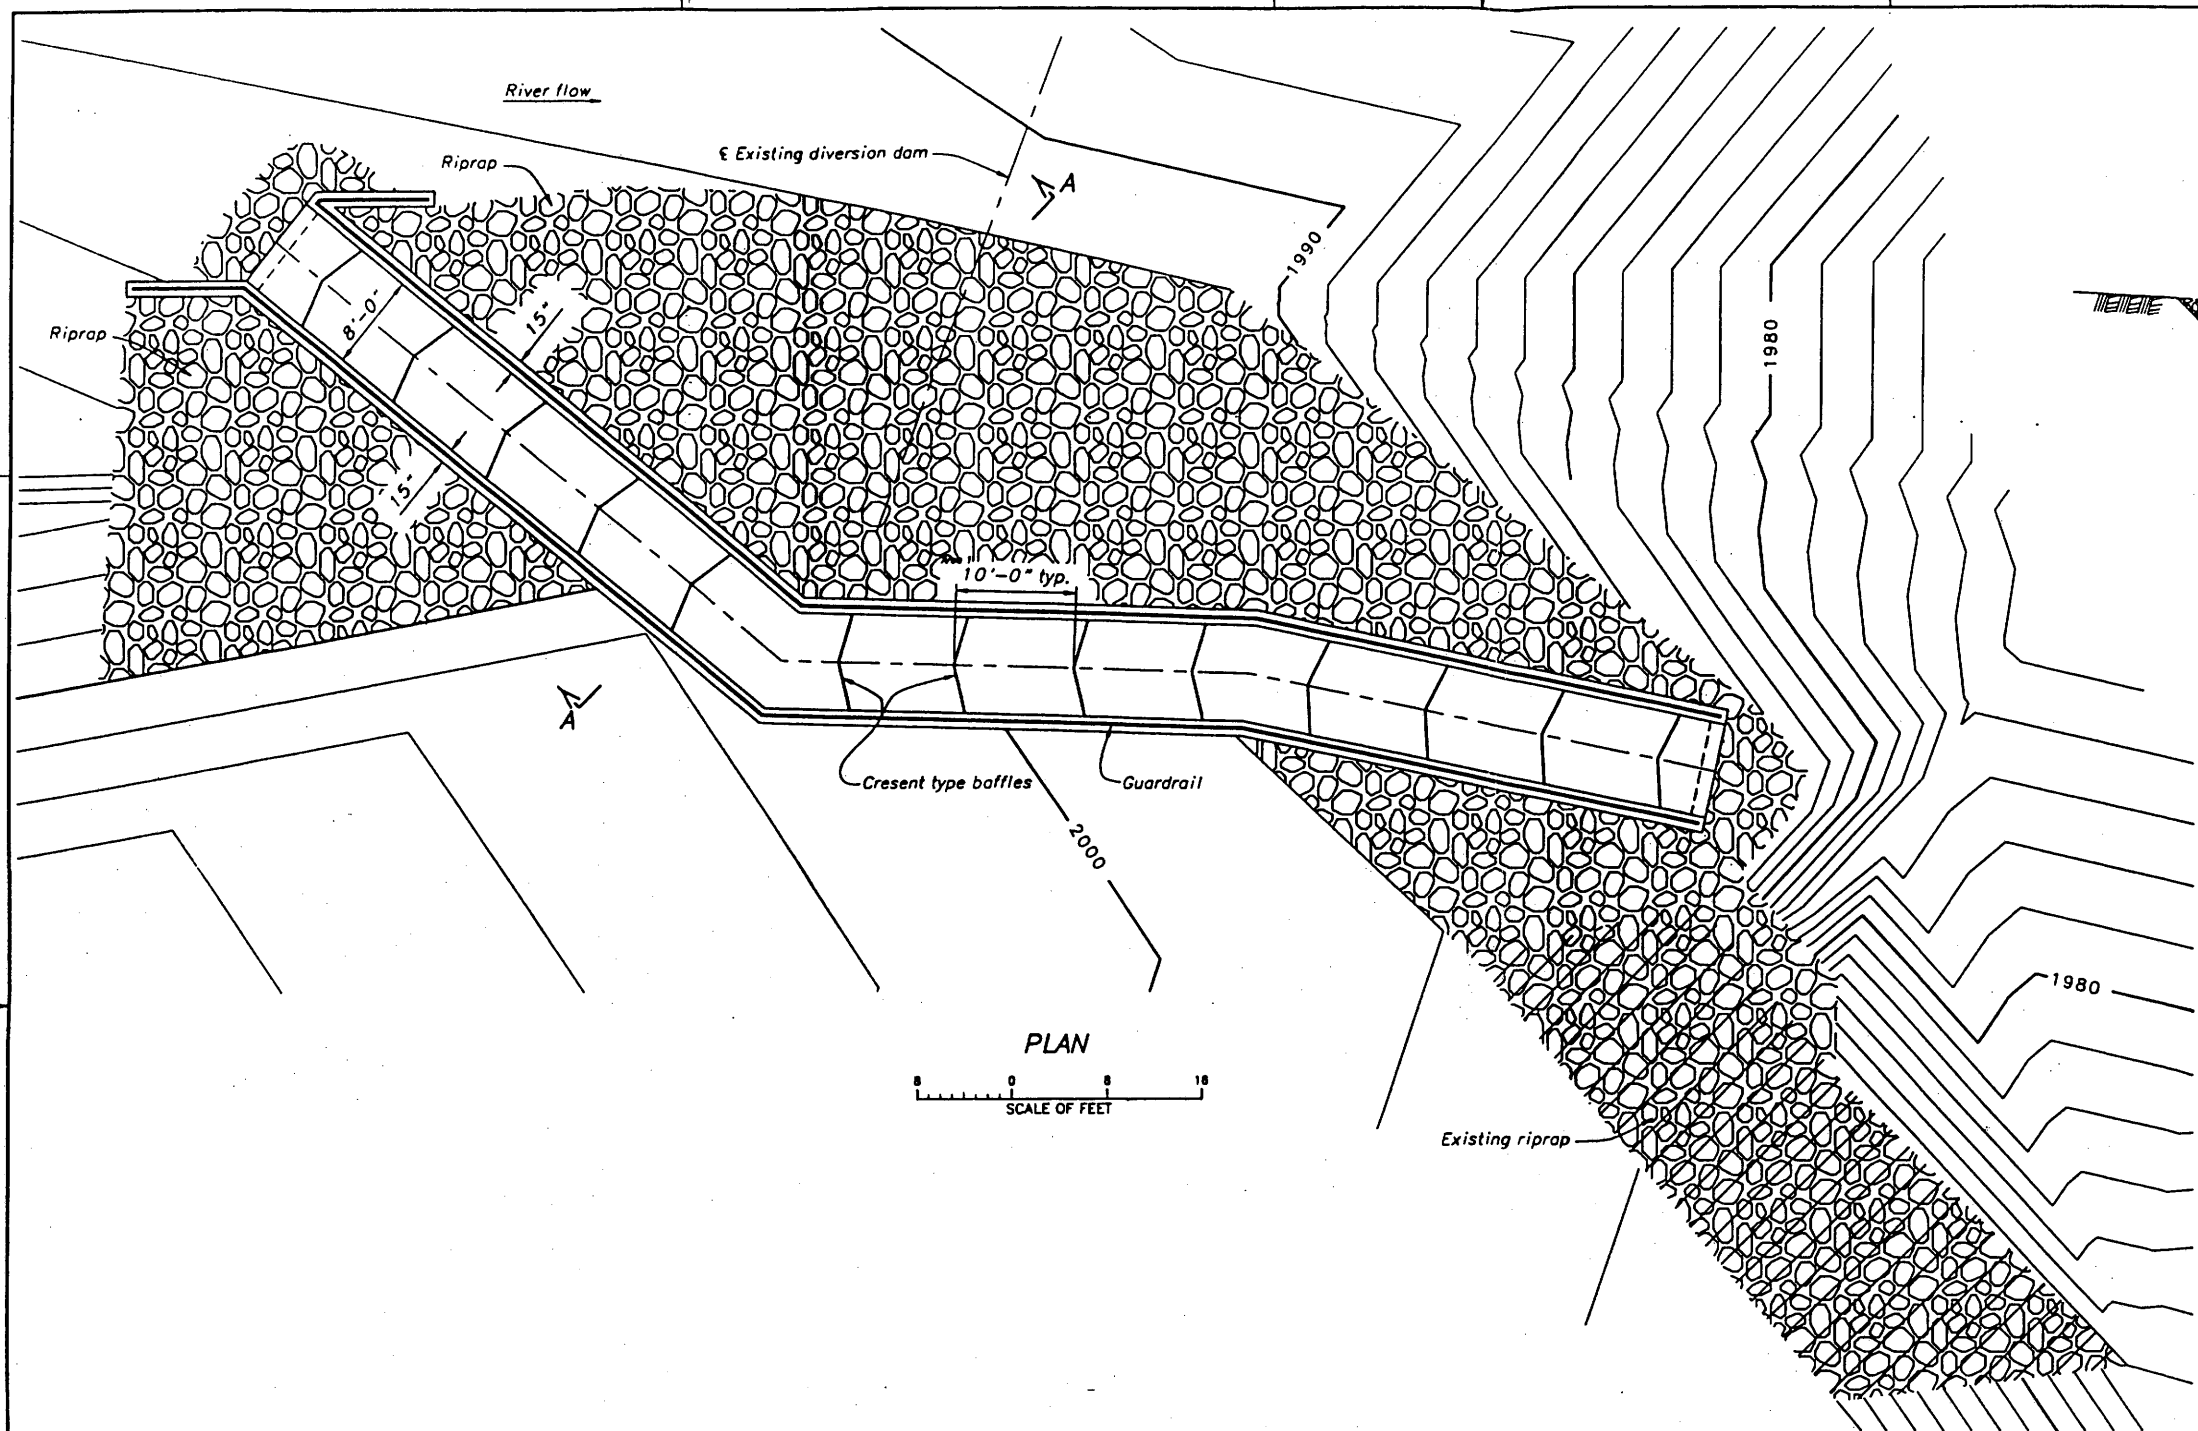 River flow
Riprap
℄ Existing diversion dam
A
1990
1980
Riprap
8'-0"
15"
15"
10'-0" typ.
A
Cresent type baffles
Guardrail
2000
1980
PLAN
8 0 8 16
SCALE OF FEET
Existing riprap